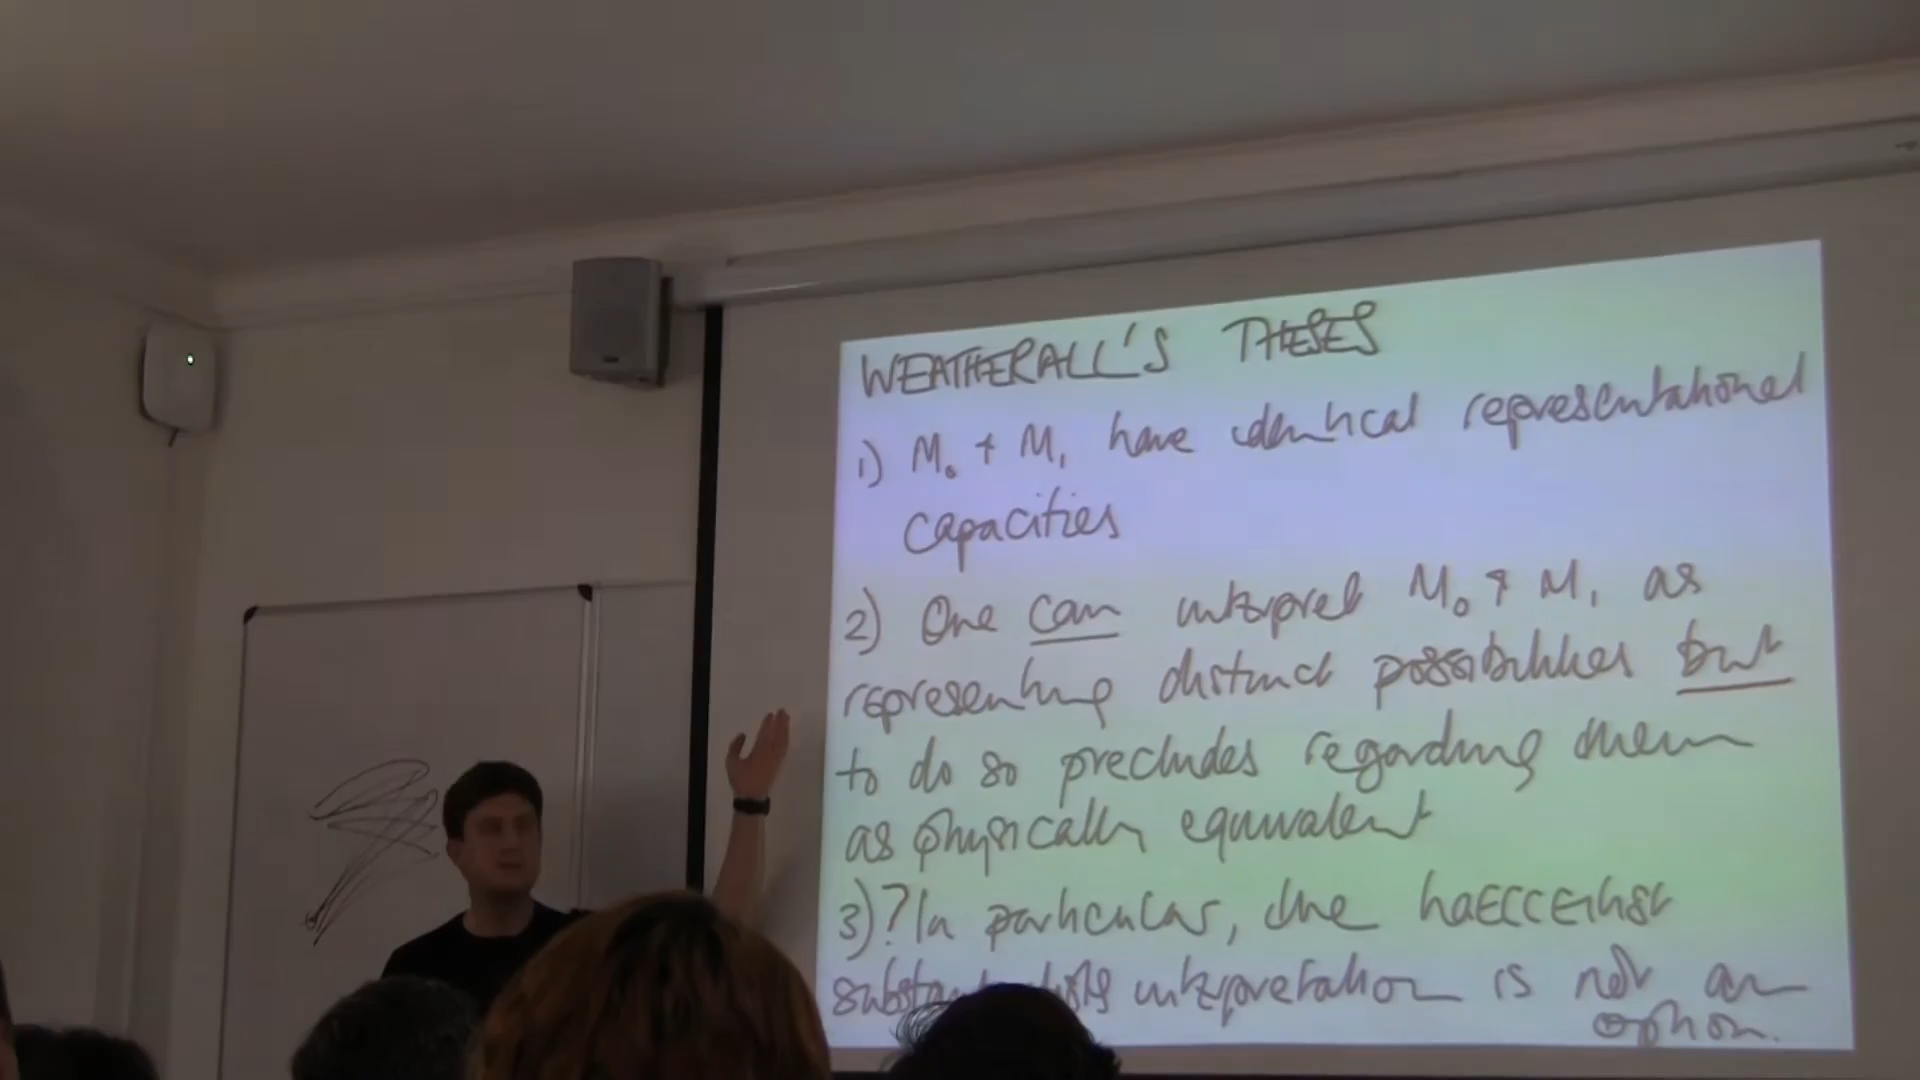 WEATHERALL'S THESES
1) M₀ + M₁ have identical representational
capacities
2) One can interpret M₀ & M₁ as
representing distinct possibilities but
to do so precludes regarding them
as physically equivalent
3) ? In particular, the haecceitist
interpretation is not an
option.